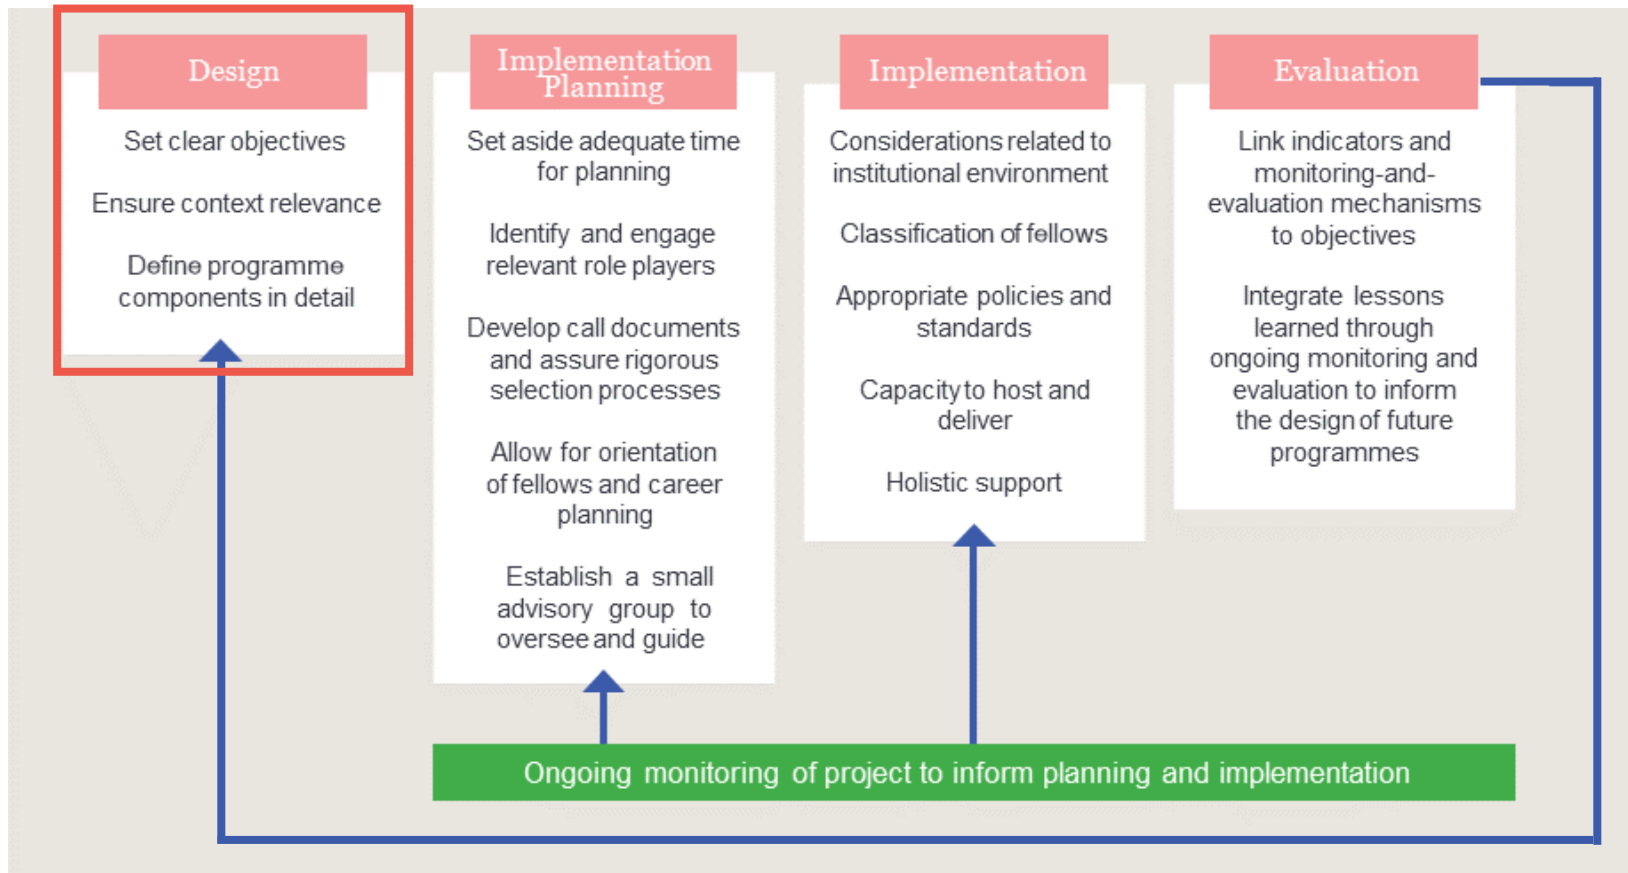 Design
Set clear objectives
Ensure context relevance
Define programme
components in detail
Implementation
Planning
Set aside adequate time
for planning
Identify and engage
relevant role players
Develop call documents
and assure rigorous
selection processes
Allow for orientation
of fellows and career
planning
Establish a small
advisory group to
oversee and guide
Implementation
Considerations related to
institutional environment
Classification of fellows
Appropriate policies and
standards
Capacity to host and
deliver
Holistic support
Evaluation
Link indicators and
monitoring-and-
evaluation mechanisms
to objectives
Integrate lessons
learned through
ongoing monitoring and
evaluation to inform
the design of future
programmes
Ongoing monitoring of project to inform planning and implementation